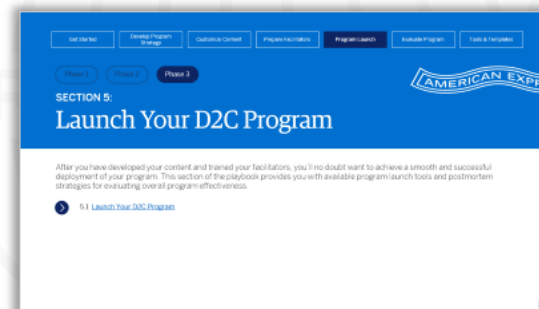 Get Started
Develop Program
Strategy
Customize Content
Prepare Facilitators
Program Launch
Evaluate Program
Tools & Templates
Phase 1
Phase 2
Phase 3
AMERICAN EXPR
SECTION 5:
Launch Your D2C Program
After you have developed your content and trained your facilitators, you'll no doubt want to achieve a smooth and successful
deployment of your program. This section of the playbook provides you with available program launch tools and postmortem
strategies for evaluating overall program effectiveness.
5.1 Launch Your D2C Program